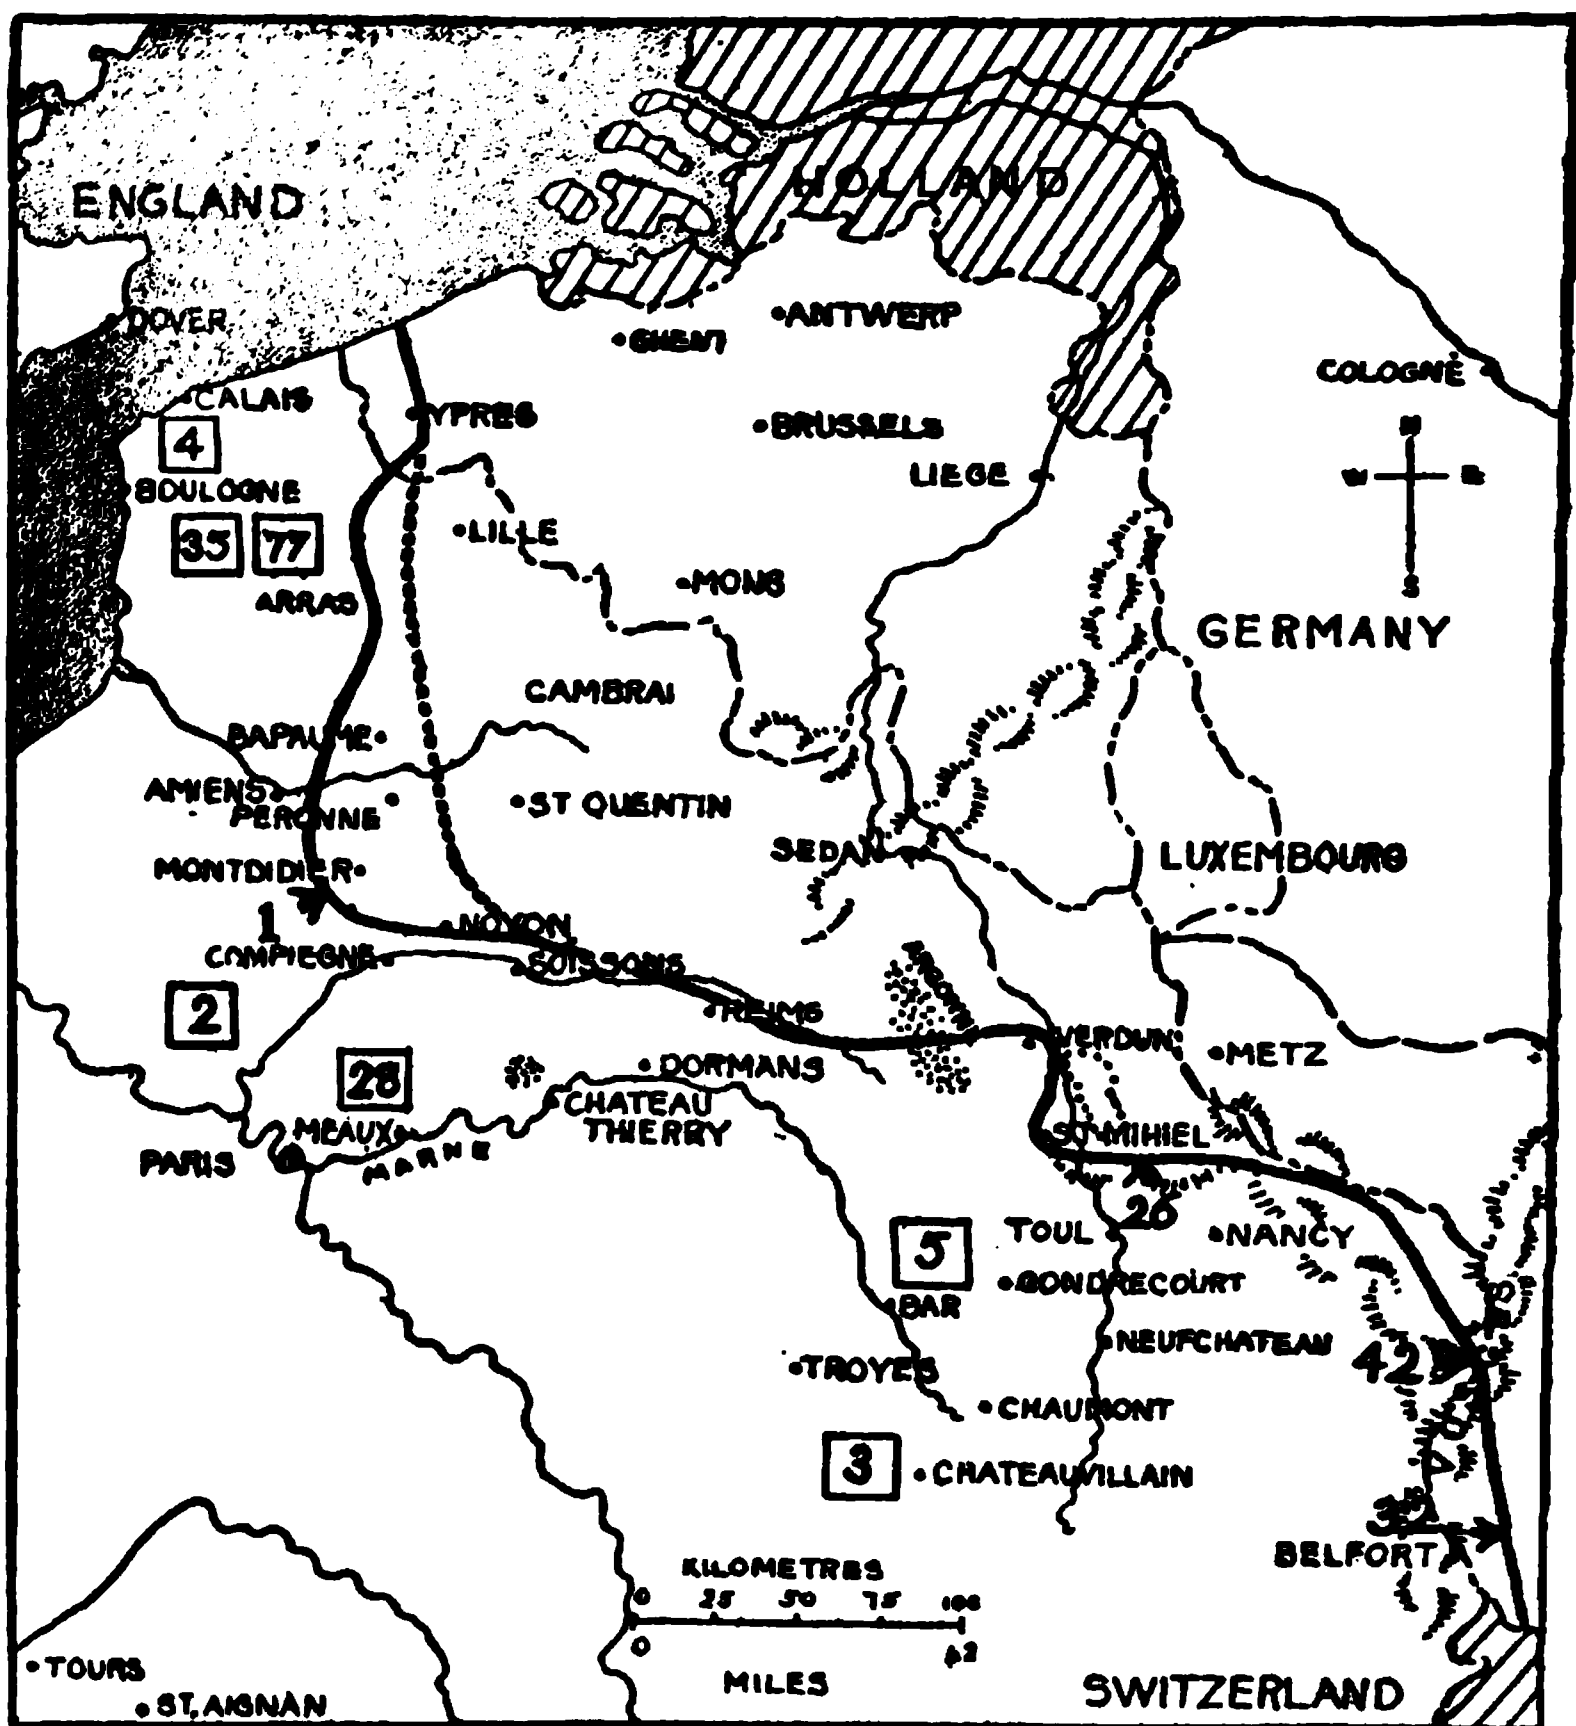 ENGLAND
HOLLAND
DOVER
GHENT
ANTWERP
COLOGNE
CALAIS
YPRES
BRUSSELS
N
W E
S
4
LIEGE
BOULOGNE
LILLE
35 77
MONS
ARRAS
GERMANY
CAMBRAI
BAPAUME
AMIENS
PERONNE
ST QUENTIN
SEDAN
LUXEMBOURG
MONTDIDIER
1
NOYON
COMPIEGNE
SOISSONS
2
REIMS
VERDUN
METZ
28
DORMANS
CHATEAU
THIERRY
MEAUX
MARNE
PARIS
ST MIHIEL
26
TOUL
NANCY
5
GONDRECOURT
BAR
NEUFCHATEAU
42
TROYES
CHAUMONT
3
CHATEAUVILLAIN
32
BELFORT
KILOMETRES
0 25 50 75 100
0 62
MILES
TOURS
ST. AIGNAN
SWITZERLAND